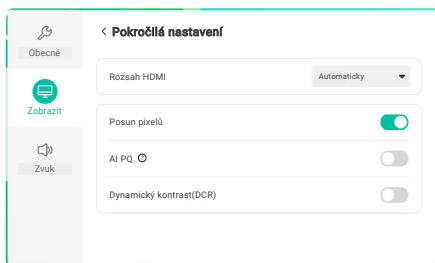 Obecné
Zobrazit
Zvuk
Pokročilá nastavení
Rozsah HDMI
Automaticky
Posun pixelů
AI PQ
Dynamický kontrast(DCR)